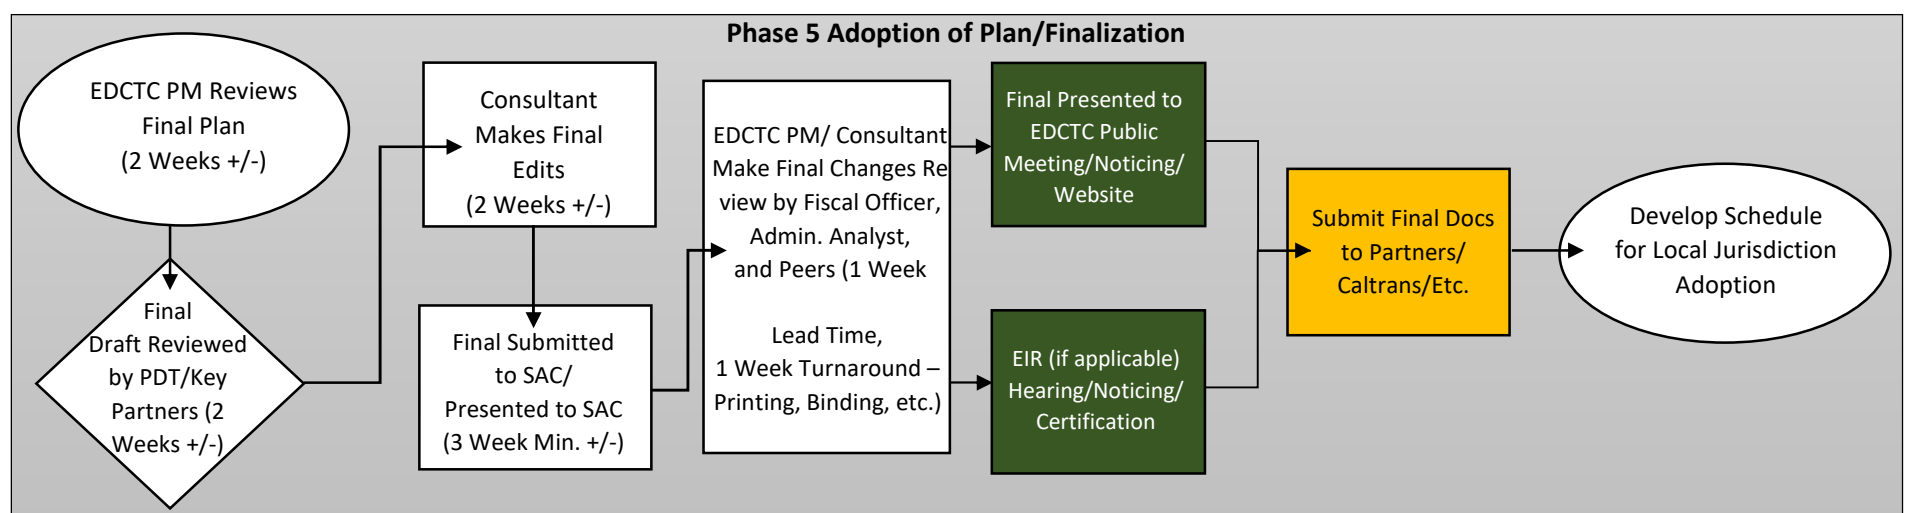 Phase 5 Adoption of Plan/Finalization
EDCTC PM Reviews
Final Plan
(2 Weeks +/-)
Final
Draft Reviewed
by PDT/Key
Partners (2
Weeks +/-)
Consultant
Makes Final
Edits
(2 Weeks +/-)
Final Submitted
to SAC/
Presented to SAC
(3 Week Min. +/-)
EDCTC PM/ Consultant
Make Final Changes Re
view by Fiscal Officer,
Admin. Analyst,
and Peers (1 Week
Lead Time,
1 Week Turnaround –
Printing, Binding, etc.)
Final Presented to
EDCTC Public
Meeting/Noticing/
Website
EIR (if applicable)
Hearing/Noticing/
Certification
Submit Final Docs
to Partners/
Caltrans/Etc.
Develop Schedule
for Local Jurisdiction
Adoption